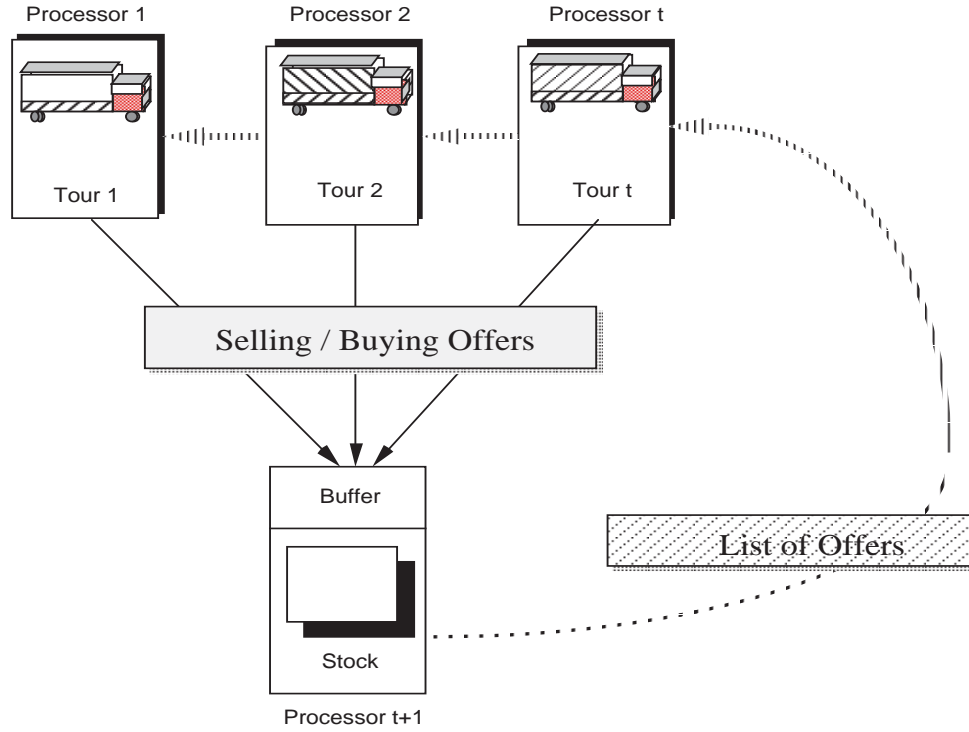 Processor 1
Processor 2
Processor t
Tour 1
Tour 2
Tour t
Selling / Buying Offers
Buffer
List of Offers
Stock
Processor t+1